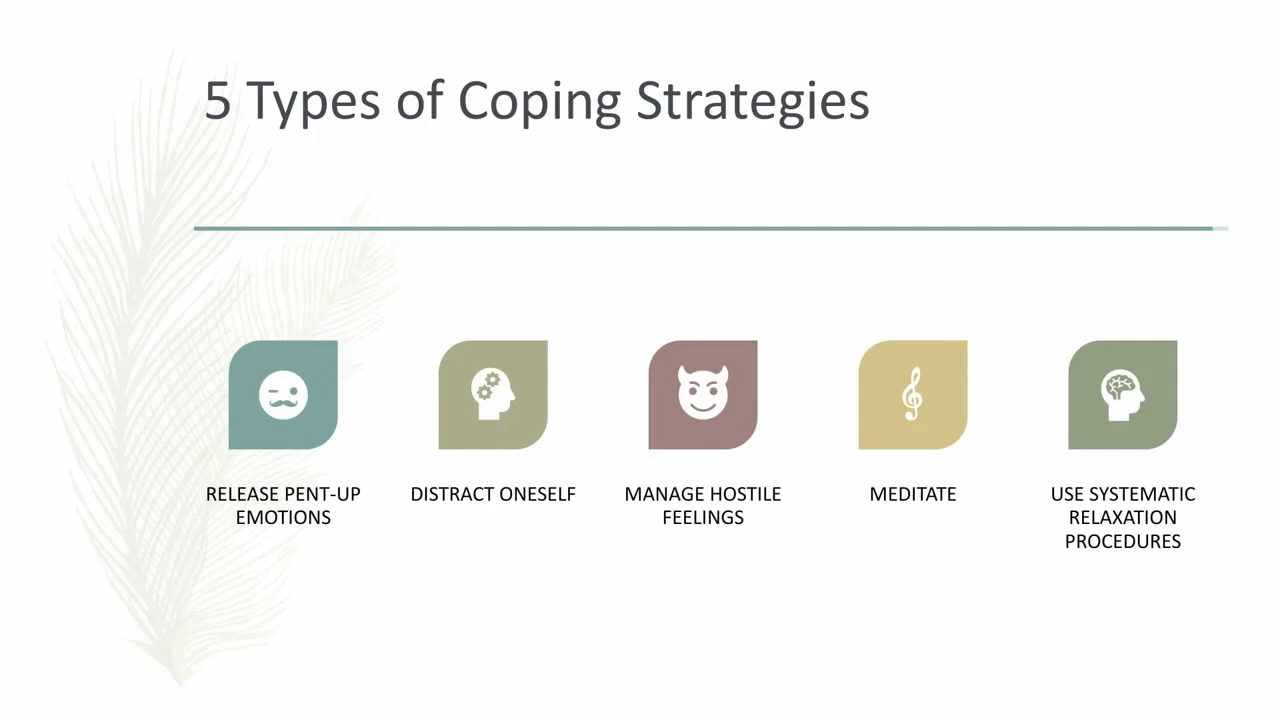 5 Types of Coping Strategies
RELEASE PENT-UP
EMOTIONS
DISTRACT ONESELF
MANAGE HOSTILE
FEELINGS
MEDITATE
USE SYSTEMATIC
RELAXATION
PROCEDURES